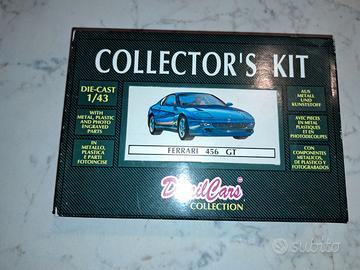 COLLECTOR'S KIT
DIE-CAST
1/43
WITH
METAL, PLASTIC
AND PHOTO
ENGRAVED
PARTS
IN
METALLO,
PLASTICA
E PARTI
FOTOINCISE
AUS
METALL UND
KUNSTSTOFF
AVEC PIECES
EN METAL
PLASTIQUES
ET EN
PHOTODECOUPES
CON
COMPONENTES
METALICOS,
DE PLASTICO Y
FOTOGRABADOS
FERRARI 456 GT
DetailCars
COLLECTION
subito